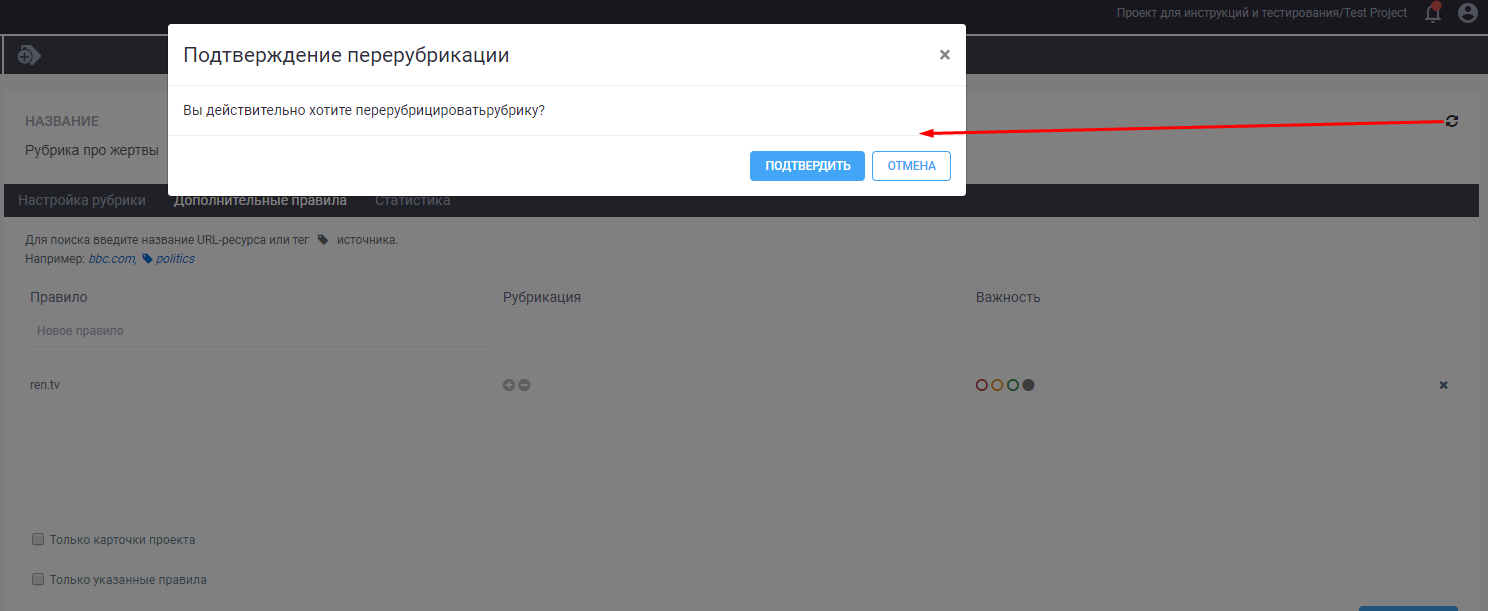 Проект для инструкций и тестирования/Test Project
Подтверждение перерубрикации
Вы действительно хотите перерубрицироватьрубрику?
ПОДТВЕРДИТЬ ОТМЕНА
НАЗВАНИЕ
Рубрика про жертвы
Настройка рубрики Дополнительные правила Статистика
Для поиска введите название URL-ресурса или тег источника.
Например: bbc.com, politics
Правило Рубрикация Важность
Новое правило
ren.tv
Только карточки проекта
Только указанные правила